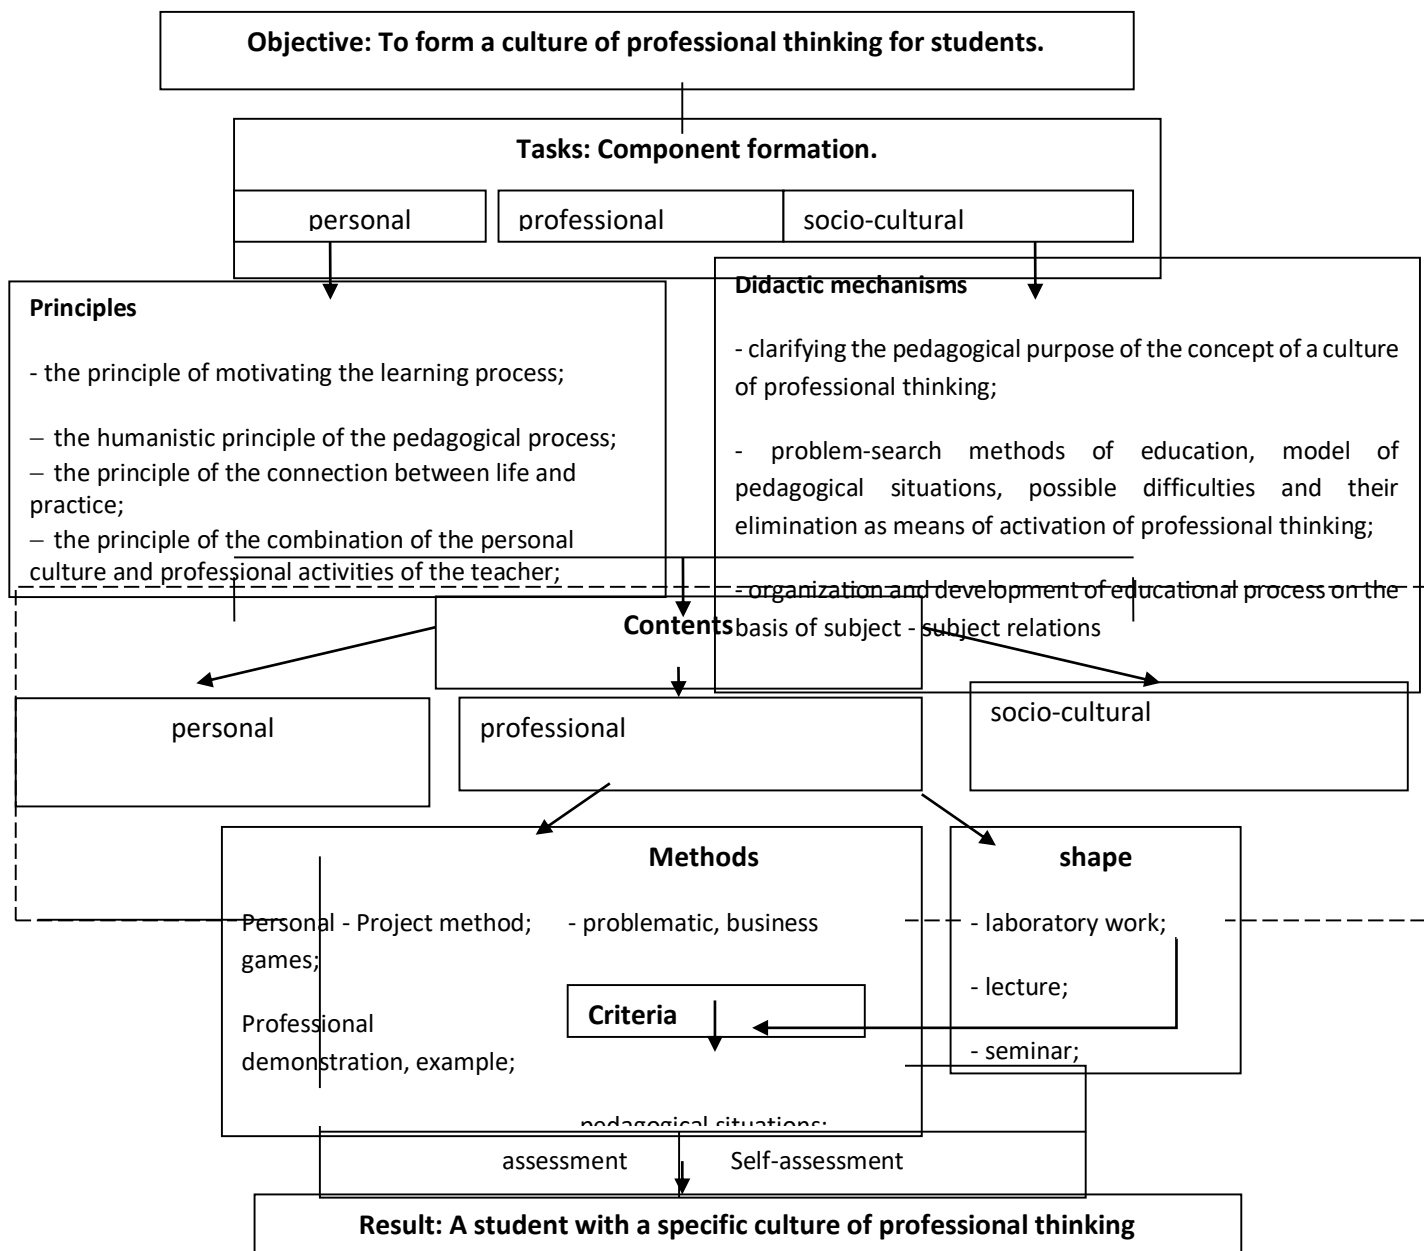 Objective: To form a culture of professional thinking for students.
Tasks: Component formation.
personal
professional
socio-cultural
Principles
- the principle of motivating the learning process;
– the humanistic principle of the pedagogical process;
– the principle of the connection between life and
practice;
– the principle of the combination of the personal
culture and professional activities of the teacher;
Didactic mechanisms
- clarifying the pedagogical purpose of the concept of a culture
of professional thinking;
- problem-search methods of education, model of
pedagogical situations, possible difficulties and their
elimination as means of activation of professional thinking;
- organization and development of educational process on the
basis of subject - subject relations
Contents
personal
professional
socio-cultural
Methods
Personal - Project method; - problematic, business
games;
Professional
demonstration, example;
pedagogical situations;
shape
- laboratory work;
- lecture;
- seminar;
Criteria
assessment
Self-assessment
Result: A student with a specific culture of professional thinking